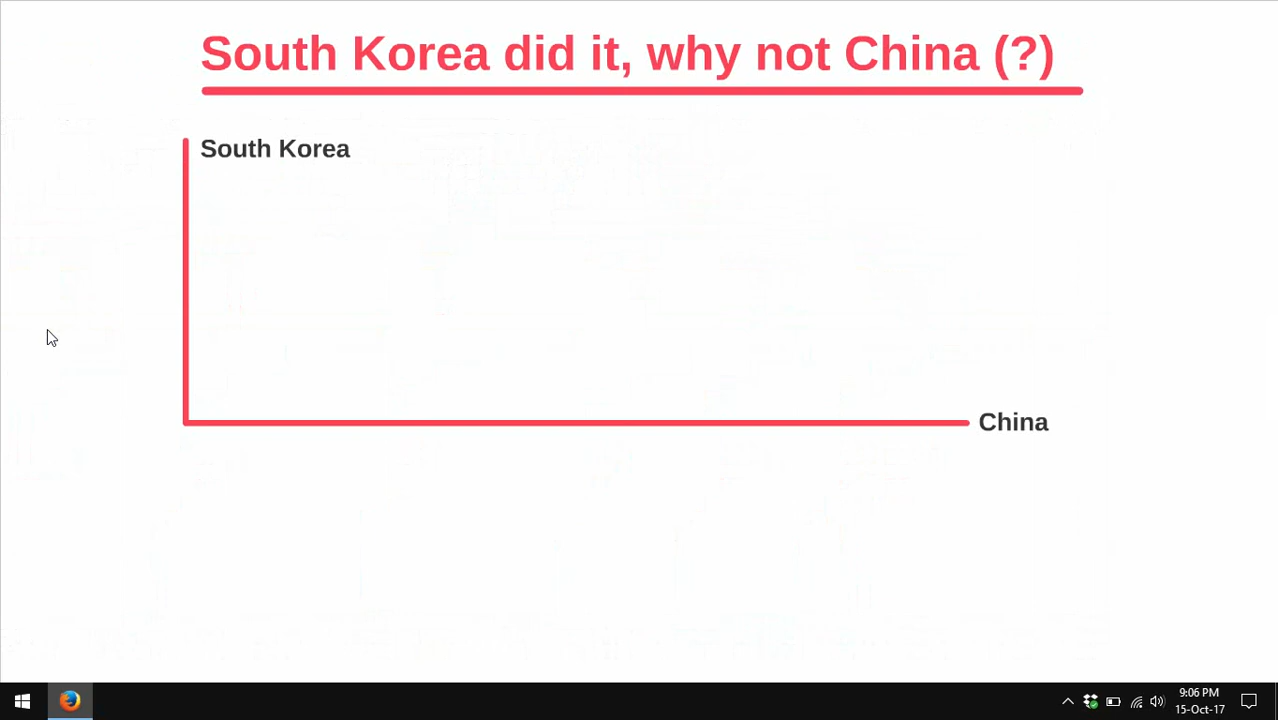 South Korea did it, why not China (?)
South Korea
China
9:06 PM
15-Oct-17